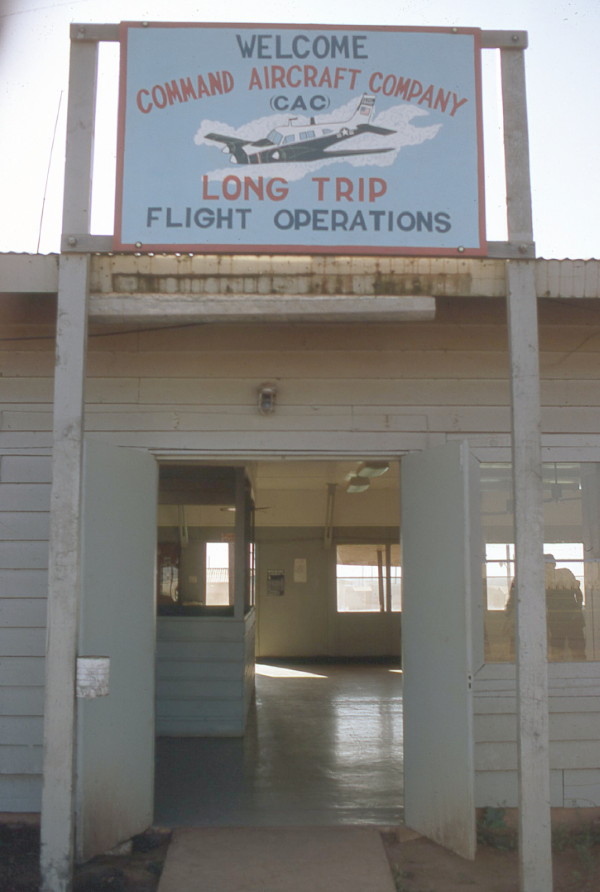 WELCOME
COMMAND AIRCRAFT COMPANY
(CAC)
LONG TRIP
FLIGHT OPERATIONS